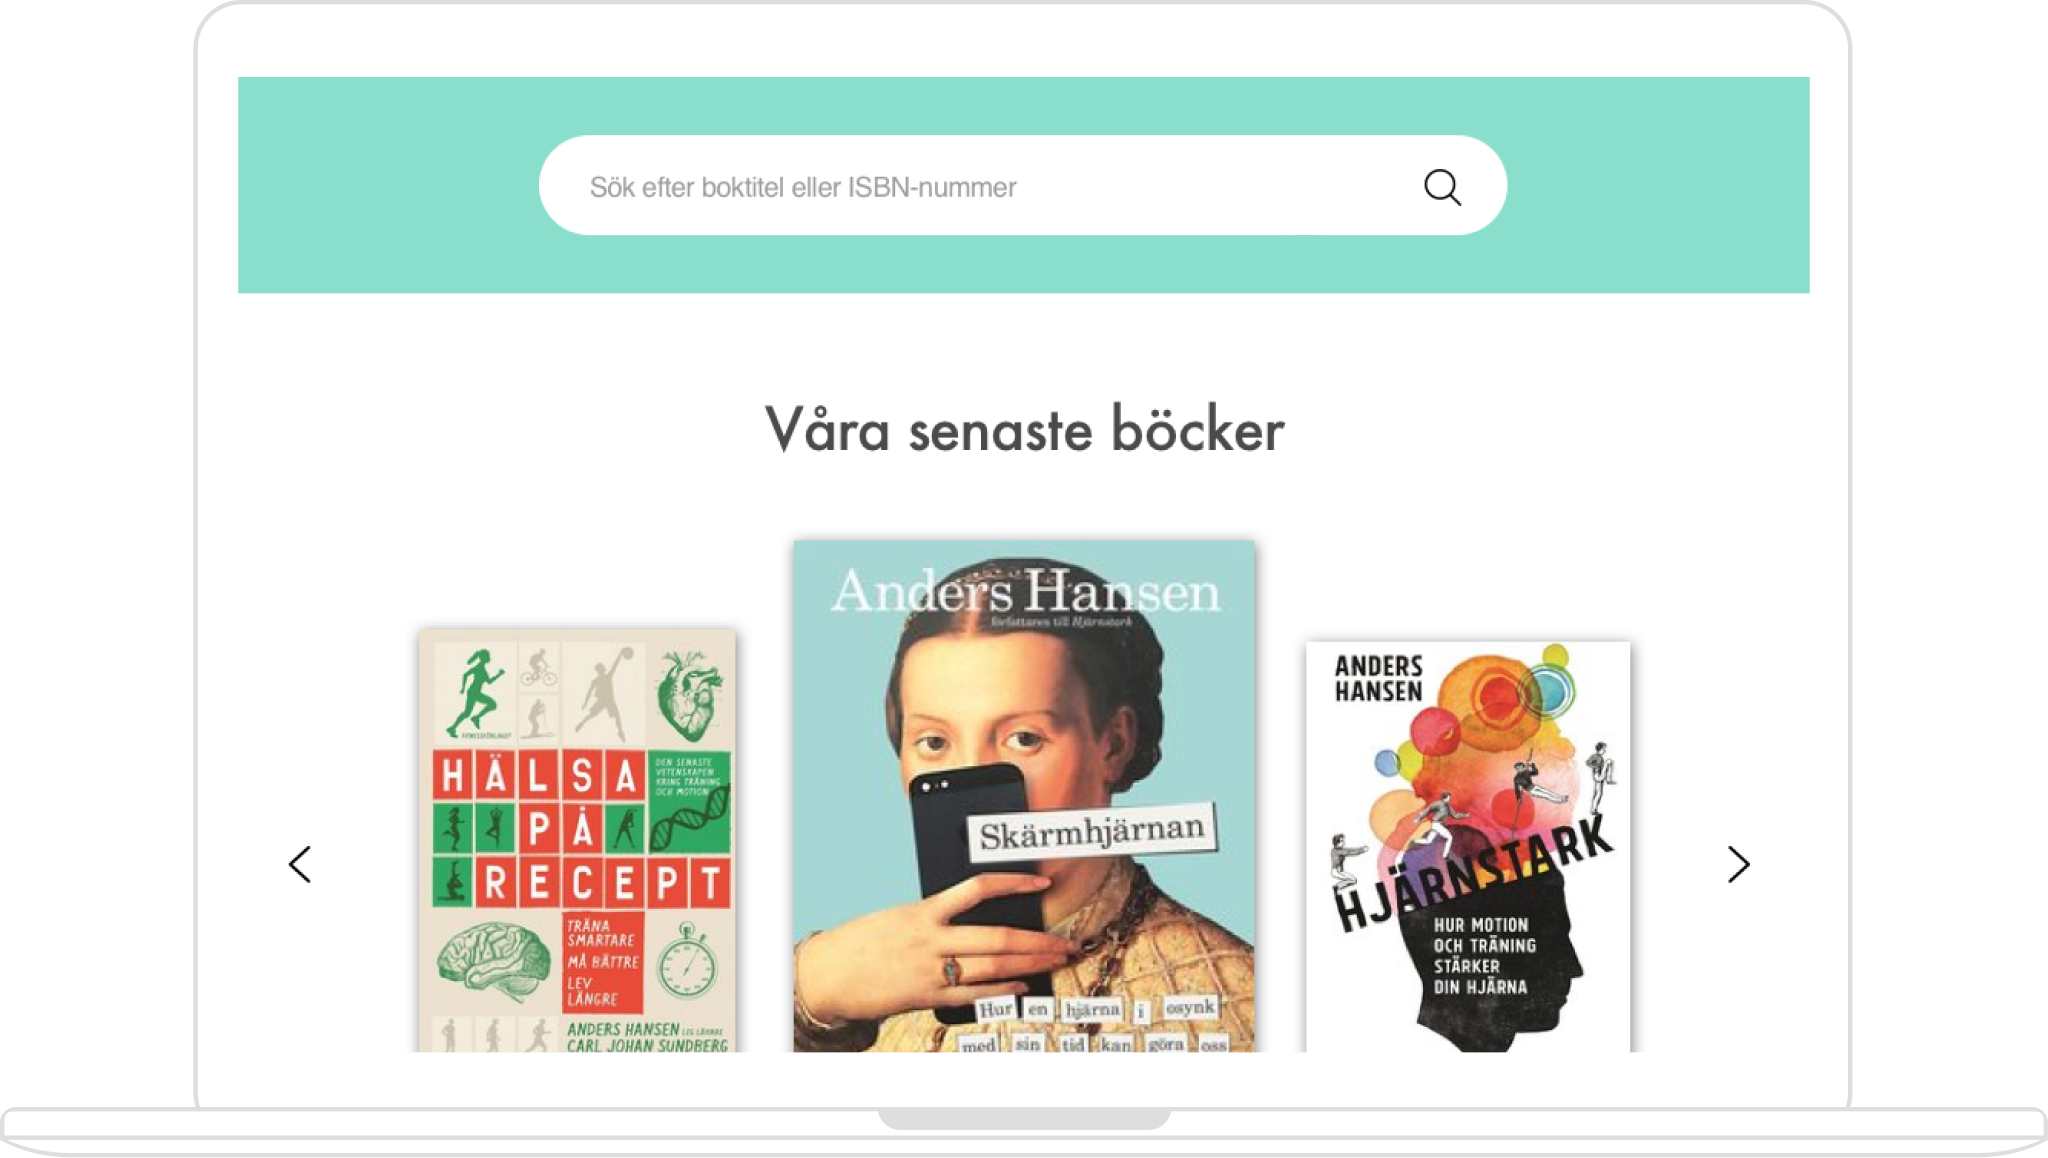 Sök efter boktitel eller ISBN-nummer
Våra senaste böcker
FITNESSFÖRLAGET
HÄLSA
DEN SENASTE
VETENSKAPEN
KRING TRÄNING
OCH MOTION
PÅ
RECEPT
TRÄNA
SMARTARE
MÅ BÄTTRE
LEV
LÄNGRE
ANDERS HANSEN LEG LÄKARE
CARL JOHAN SUNDBERG
Anders Hansen
författaren till Hjärnstark
Skärmhjärnan
Hur en hjärna i osynk
med sin tid kan göra oss
ANDERS
HANSEN
HJÄRNSTARK
HUR MOTION
OCH TRÄNING
STÄRKER
DIN HJÄRNA